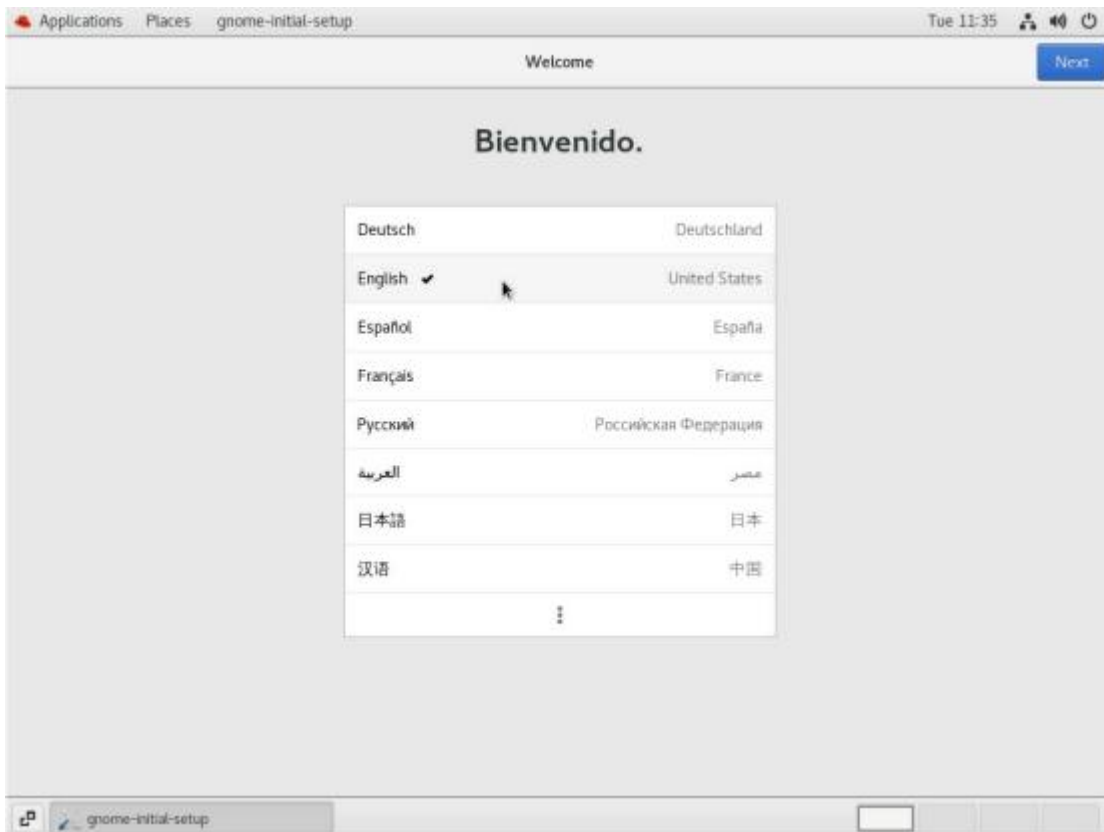 Applications Places gnome-initial-setup Tue 11:35
Welcome Next
Bienvenido.
Deutsch Deutschland
English United States
Español España
Français France
Русский Российская Федерация
العربية مصر
日本語 日本
汉语 中国
gnome-initial-setup